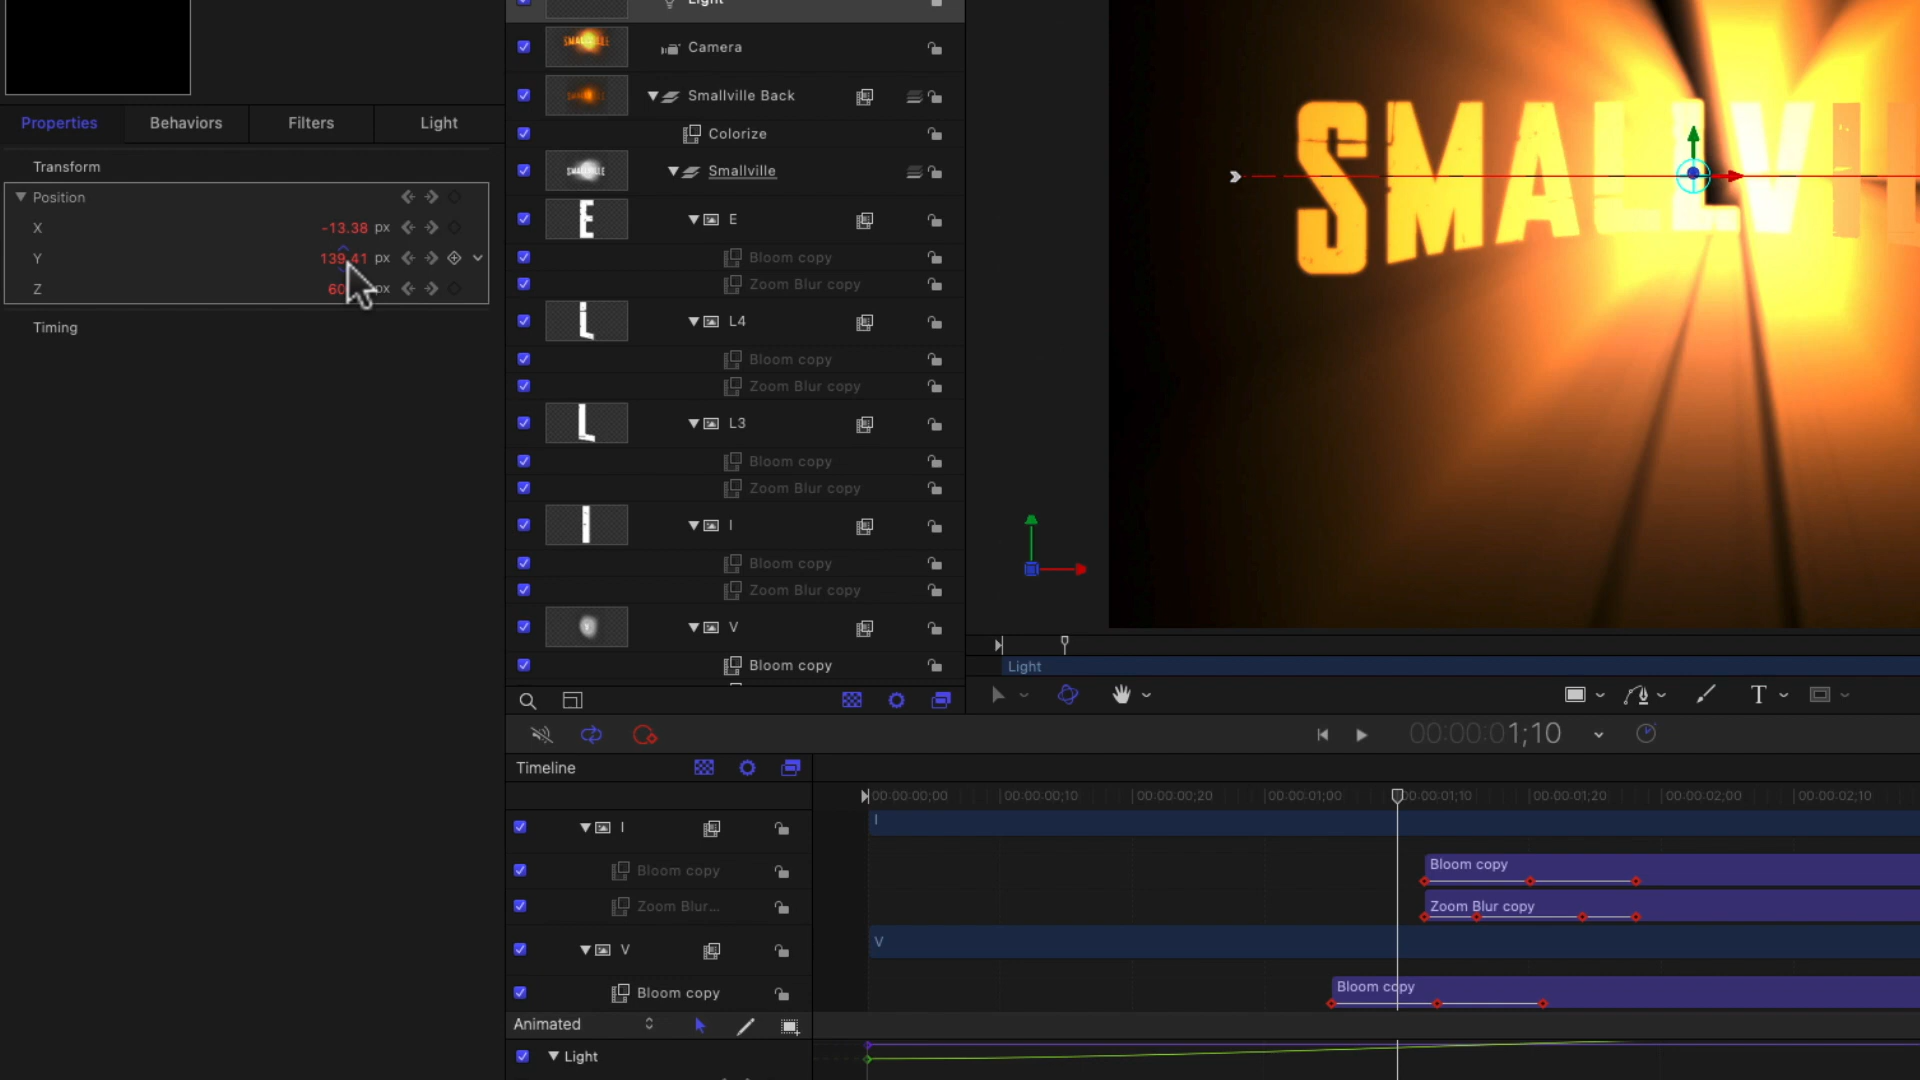 Light
Camera
Smallville Back
Colorize
Smallville
E
Bloom copy
Zoom Blur copy
L4
Bloom copy
Zoom Blur copy
L3
Bloom copy
Zoom Blur copy
I
Bloom copy
Zoom Blur copy
V
Bloom copy
Properties
Behaviors
Filters
Light
Transform
Position
X -13.38 px
Y 139.41 px
Z px
Timing
SMALLVIL
Light
T
00:00:01;10
Timeline
00:00:00;00
00:00:00;10
00:00:00;20
00:00:01;00
00:00:01;10
00:00:01;20
00:00:02;00
00:00:02;10
I
I
Bloom copy
Bloom copy
Zoom Blur...
Zoom Blur copy
V
V
Bloom copy
Bloom copy
Animated
Light